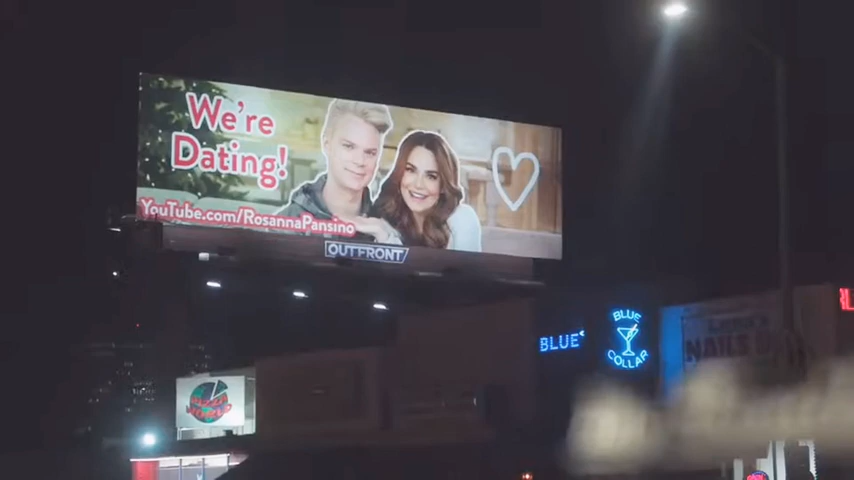 We're
Dating!
YouTube.com/RosannaPansino
OUTFRONT
BLUE
BLUE
COLLAR
NAILS